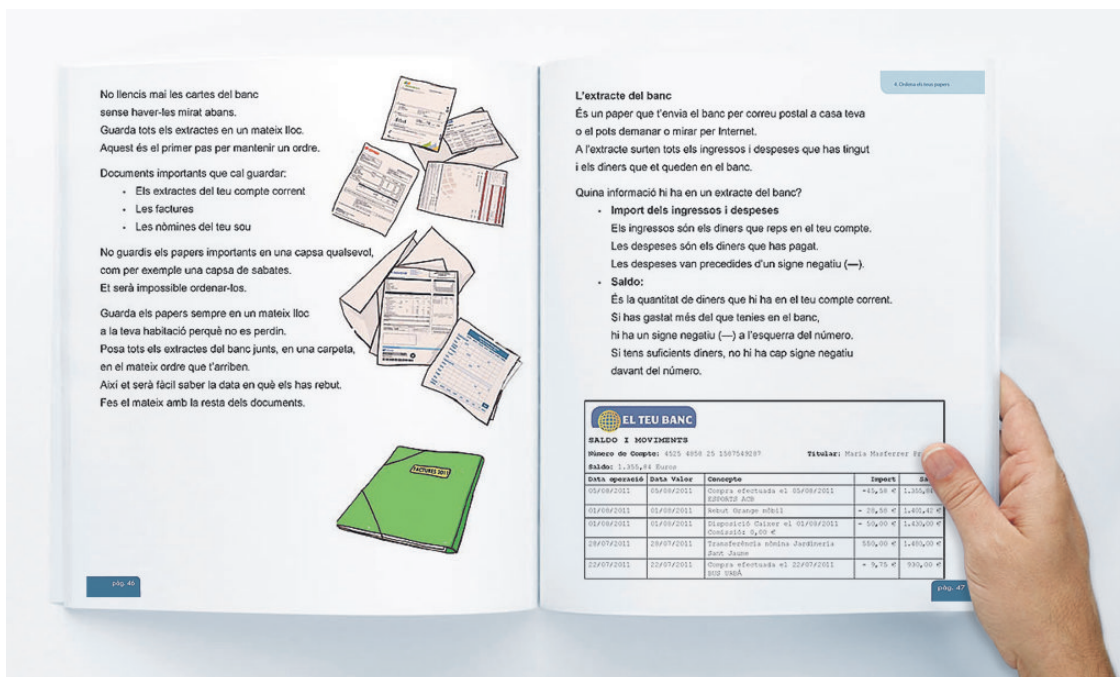 No llencis mai les cartes del banc
sense haver-les mirat abans.
Guarda tots els extractes en un mateix lloc.
Aquest és el primer pas per mantenir un ordre.
Documents importants que cal guardar:
• Els extractes del teu compte corrent
• Les factures
• Les nòmines del teu sou
No guardis els papers importants en una capsa qualsevol,
com per exemple una capsa de sabates.
Et serà impossible ordenar-los.
Guarda els papers sempre en un mateix lloc
a la teva habitació perquè no es perdin.
Posa tots els extractes del banc junts, en una carpeta,
en el mateix ordre que t'arriben.
Així et serà fàcil saber la data en què els has rebut.
Fes el mateix amb la resta dels documents.
FACTURES 2011
pàg. 46
4. Ordena els teus papers
L'extracte del banc
És un paper que t'envia el banc per correu postal a casa teva
o el pots demanar o mirar per Internet.
A l'extracte surten tots els ingressos i despeses que has tingut
i els diners que et queden en el banc.
Quina informació hi ha en un extracte del banc?
• Import dels ingressos i despeses
Els ingressos són els diners que reps en el teu compte.
Les despeses són els diners que has pagat.
Les despeses van precedides d'un signe negatiu (—).
• Saldo:
És la quantitat de diners que hi ha en el teu compte corrent.
Si has gastat més del que tenies en el banc,
hi ha un signe negatiu (—) a l'esquerra del número.
Si tens suficients diners, no hi ha cap signe negatiu
davant del número.
EL TEU BANC
SALDO I MOVIMENTS
Número de Compte: 4525 4858 25 1587549287 Titular: Maria Masferrer
Saldo: 1.355,84 Euros
Data operació Data Valor Concepte Import
05/08/2011 05/08/2011 Compra efectuada el 05/08/2011 -45,58 € 1.355,84
ESPORTS ACB
01/08/2011 01/08/2011 Rebut Orange mòbil - 28,58 € 1.401,42 €
01/08/2011 01/08/2011 Disposició Caixer el 01/08/2011 - 50,00 € 1.430,00 €
Comissió: 0,00 €
28/07/2011 28/07/2011 Transferència nòmina Jardineria 550,00 € 1.480,00 €
Sant Jaume
22/07/2011 22/07/2011 Compra efectuada el 22/07/2011 - 9,75 € 930,00 €
pàg. 47